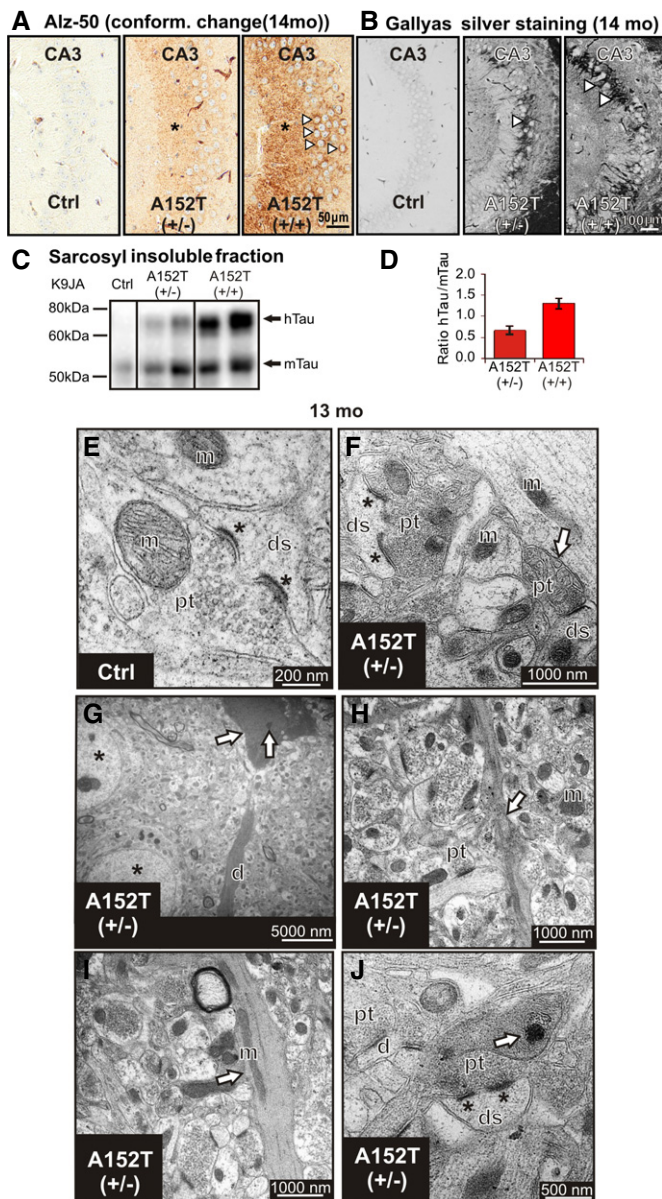 A Alz-50 (conform. change(14mo))
CA3 CA3 CA3
* *
Ctrl A152T (+/-) A152T (+/+)
50µm
B Gallyas silver staining (14 mo)
CA3 CA3 CA3
Ctrl A152T (+/-) A152T (+/+)
100µm
C Sarcosyl insoluble fraction
K9JA Ctrl A152T (+/-) A152T (+/+)
80kDa
60kDa
50kDa
hTau
mTau
D
Ratio hTau/mTau
2.0
1.5
1.0
0.5
0.0
A152T (+/-) A152T (+/+)
13 mo
E
m
m
*
*
ds
pt
Ctrl
200 nm
F
m
ds
*
*
pt
m
pt
ds
A152T (+/-)
1000 nm
G
*
*
d
A152T (+/-)
5000 nm
H
m
pt
A152T (+/-)
1000 nm
I
m
A152T (+/-)
1000 nm
J
pt
d
pt
* *
ds
A152T (+/-)
500 nm